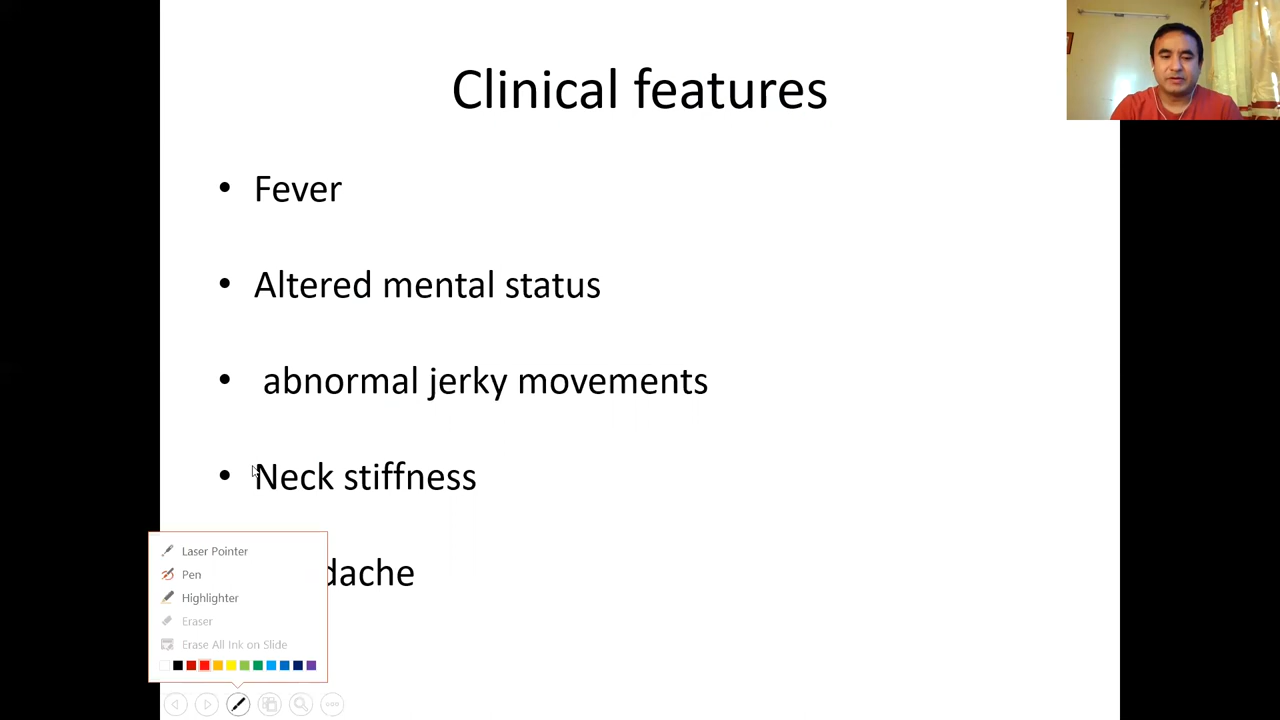 Clinical features
• Fever
• Altered mental status
• abnormal jerky movements
• Neck stiffness
dache
Laser Pointer
Pen
Highlighter
Eraser
Erase All Ink on Slide